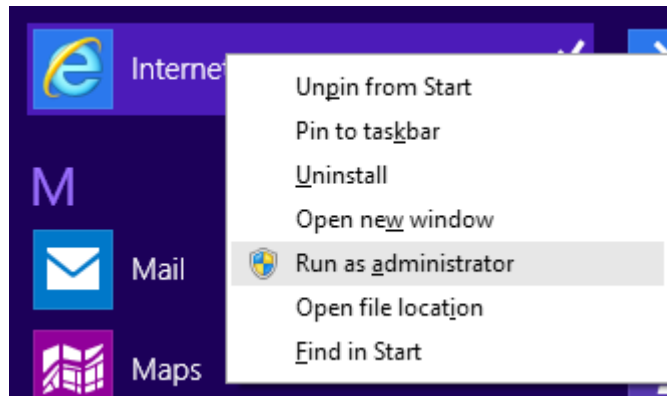 Internet
Unpin from Start
Pin to taskbar
Uninstall
Open new window
Run as administrator
Open file location
Find in Start
M
Mail
Maps